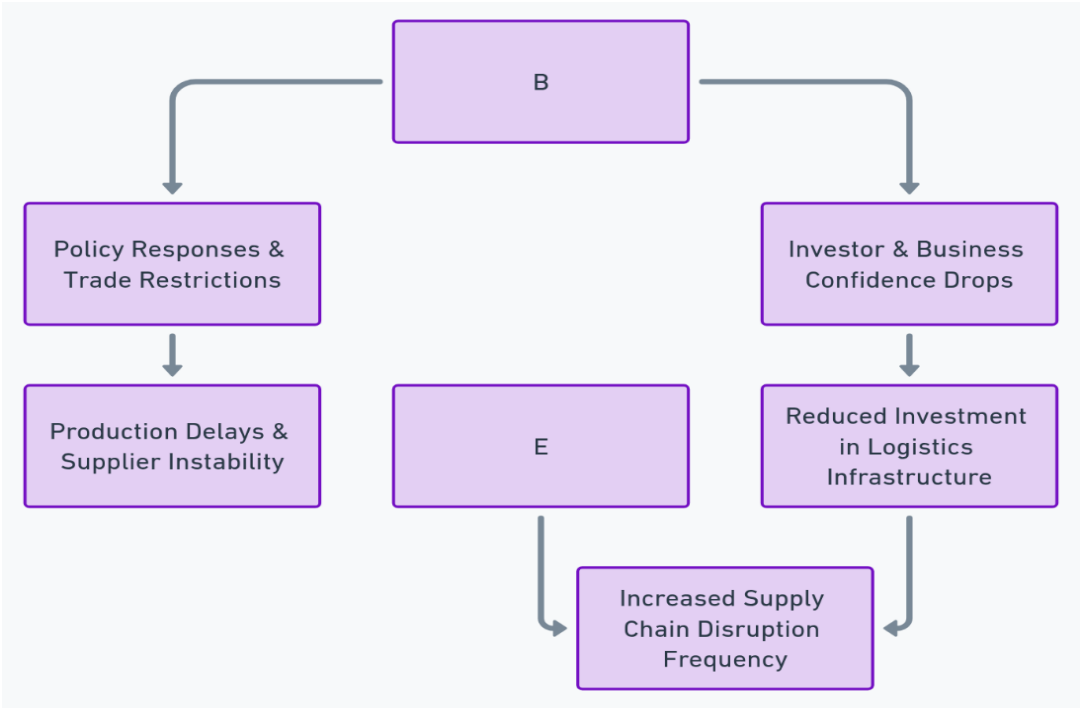 B
Policy Responses &
Trade Restrictions
Investor & Business
Confidence Drops
Production Delays &
Supplier Instability
E
Reduced Investment
in Logistics
Infrastructure
Increased Supply
Chain Disruption
Frequency